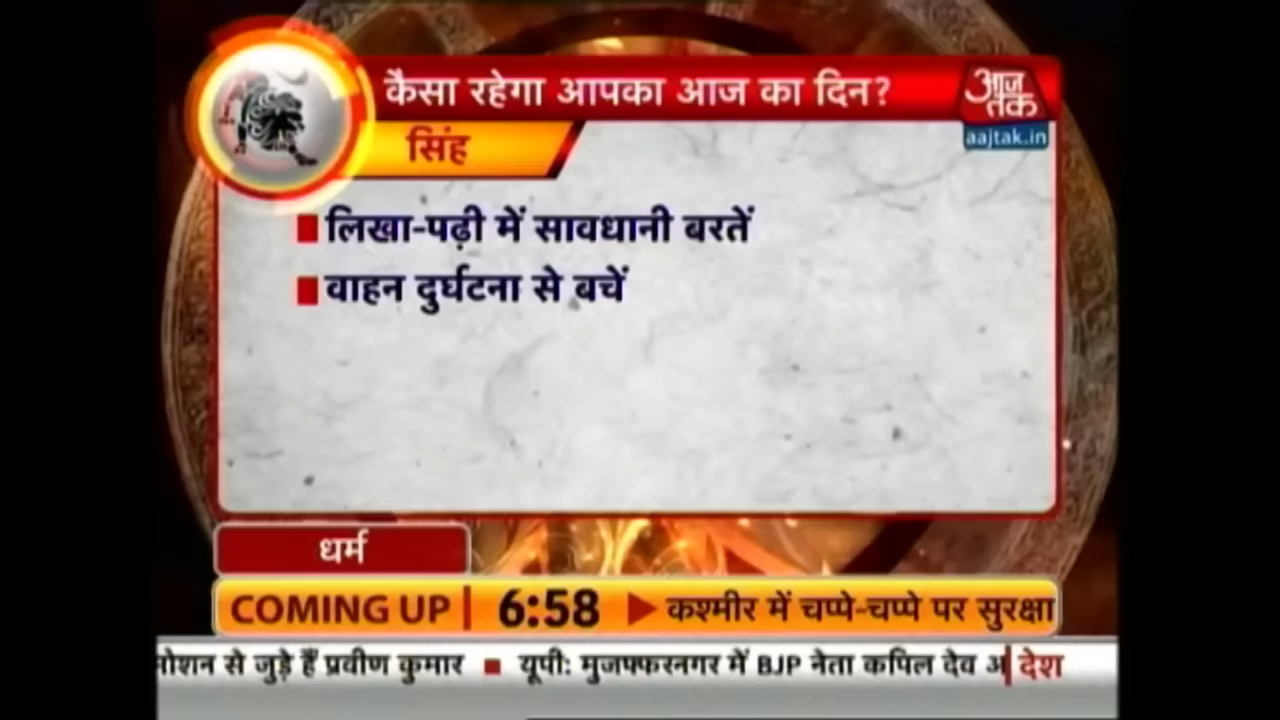 कैसा रहेगा आपका आज का दिन?
आज तक
aajtak.in
सिंह
लिखा-पढ़ी में सावधानी बरतें
वाहन दुर्घटना से बचें
धर्म
COMING UP 6:58 कश्मीर में चप्पे-चप्पे पर सुरक्षा
से जुड़े हैं प्रवीण कुमार ■ यूपी: मुजफ्फरनगर में BJP नेता कपिल देव देश